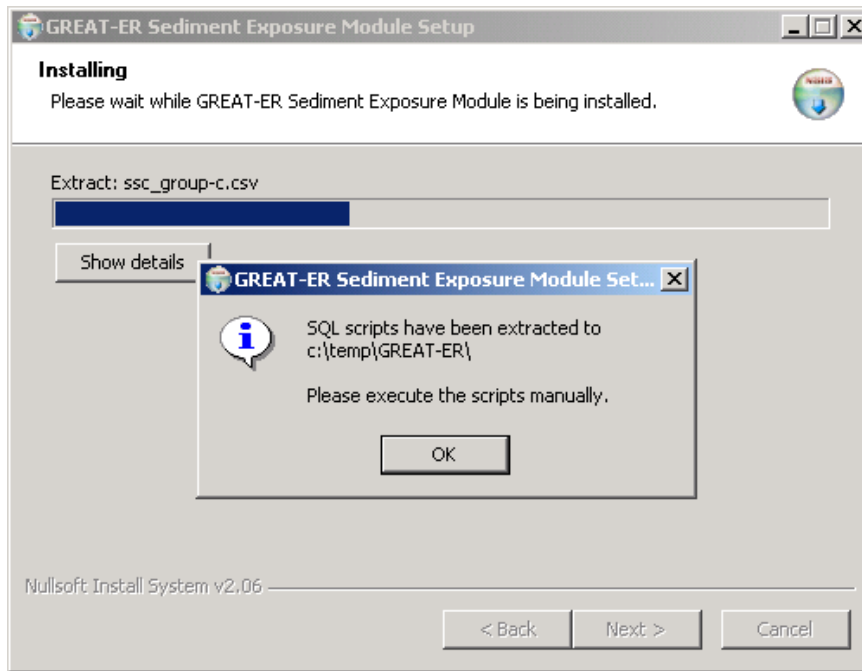 GREAT-ER Sediment Exposure Module Setup
Installing
Please wait while GREAT-ER Sediment Exposure Module is being installed.
Extract: ssc_group-c.csv
Show details
GREAT-ER Sediment Exposure Module Set...
SQL scripts have been extracted to
c:\temp\GREAT-ER\
Please execute the scripts manually.
OK
Nullsoft Install System v2.06
< Back
Next >
Cancel